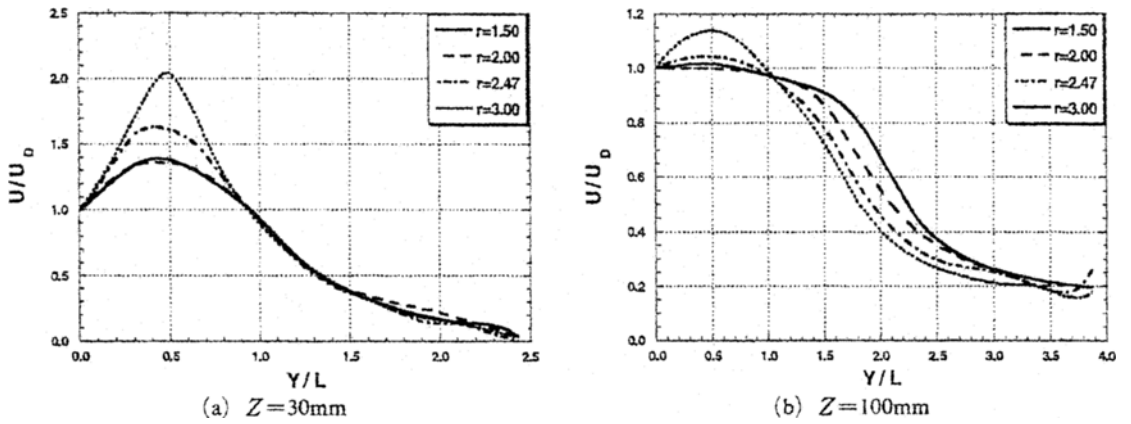 r=1.50
r=2.00
r=2.47
r=3.00
2.5
2.0
1.5
1.0
0.5
0.0
U/U_D
0.0 0.5 1.0 1.5 2.0 2.5
Y/L
(a) Z=30mm
r=1.50
r=2.00
r=2.47
r=3.00
1.2
1.0
0.8
0.6
0.4
0.2
0.0
U/U_D
0.0 0.5 1.0 1.5 2.0 2.5 3.0 3.5 4.0
Y/L
(b) Z=100mm